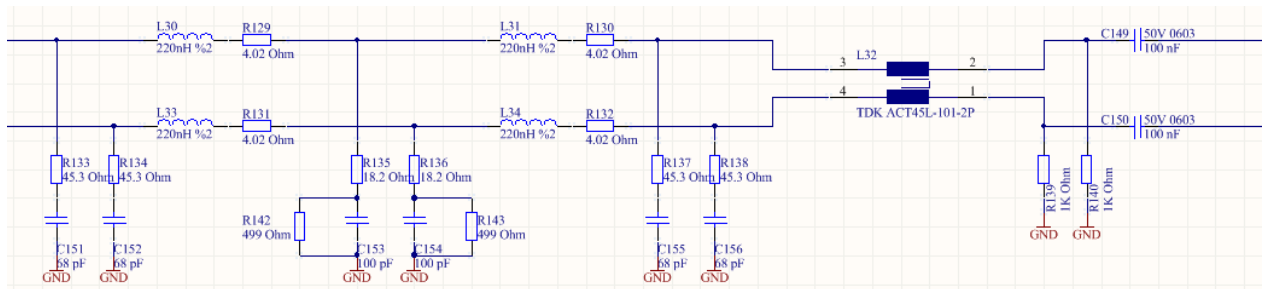 L30
220nH %2
R129
4.02 Ohm
L31
220nH %2
R130
4.02 Ohm
C149
50V 0603
100 nF
3
L32
2
4
1
TDK ACT45L-101-2P
L33
220nH %2
R131
4.02 Ohm
L34
220nH %2
R132
4.02 Ohm
C150
50V 0603
100 nF
R133
45.3 Ohm
R134
45.3 Ohm
R135
18.2 Ohm
R136
18.2 Ohm
R137
45.3 Ohm
R138
45.3 Ohm
R139
1K Ohm
R140
1K Ohm
R142
499 Ohm
R143
499 Ohm
C151
68 pF
C152
68 pF
C153
100 pF
C154
100 pF
C155
68 pF
C156
68 pF
GND
GND
GND
GND
GND
GND
GND
GND